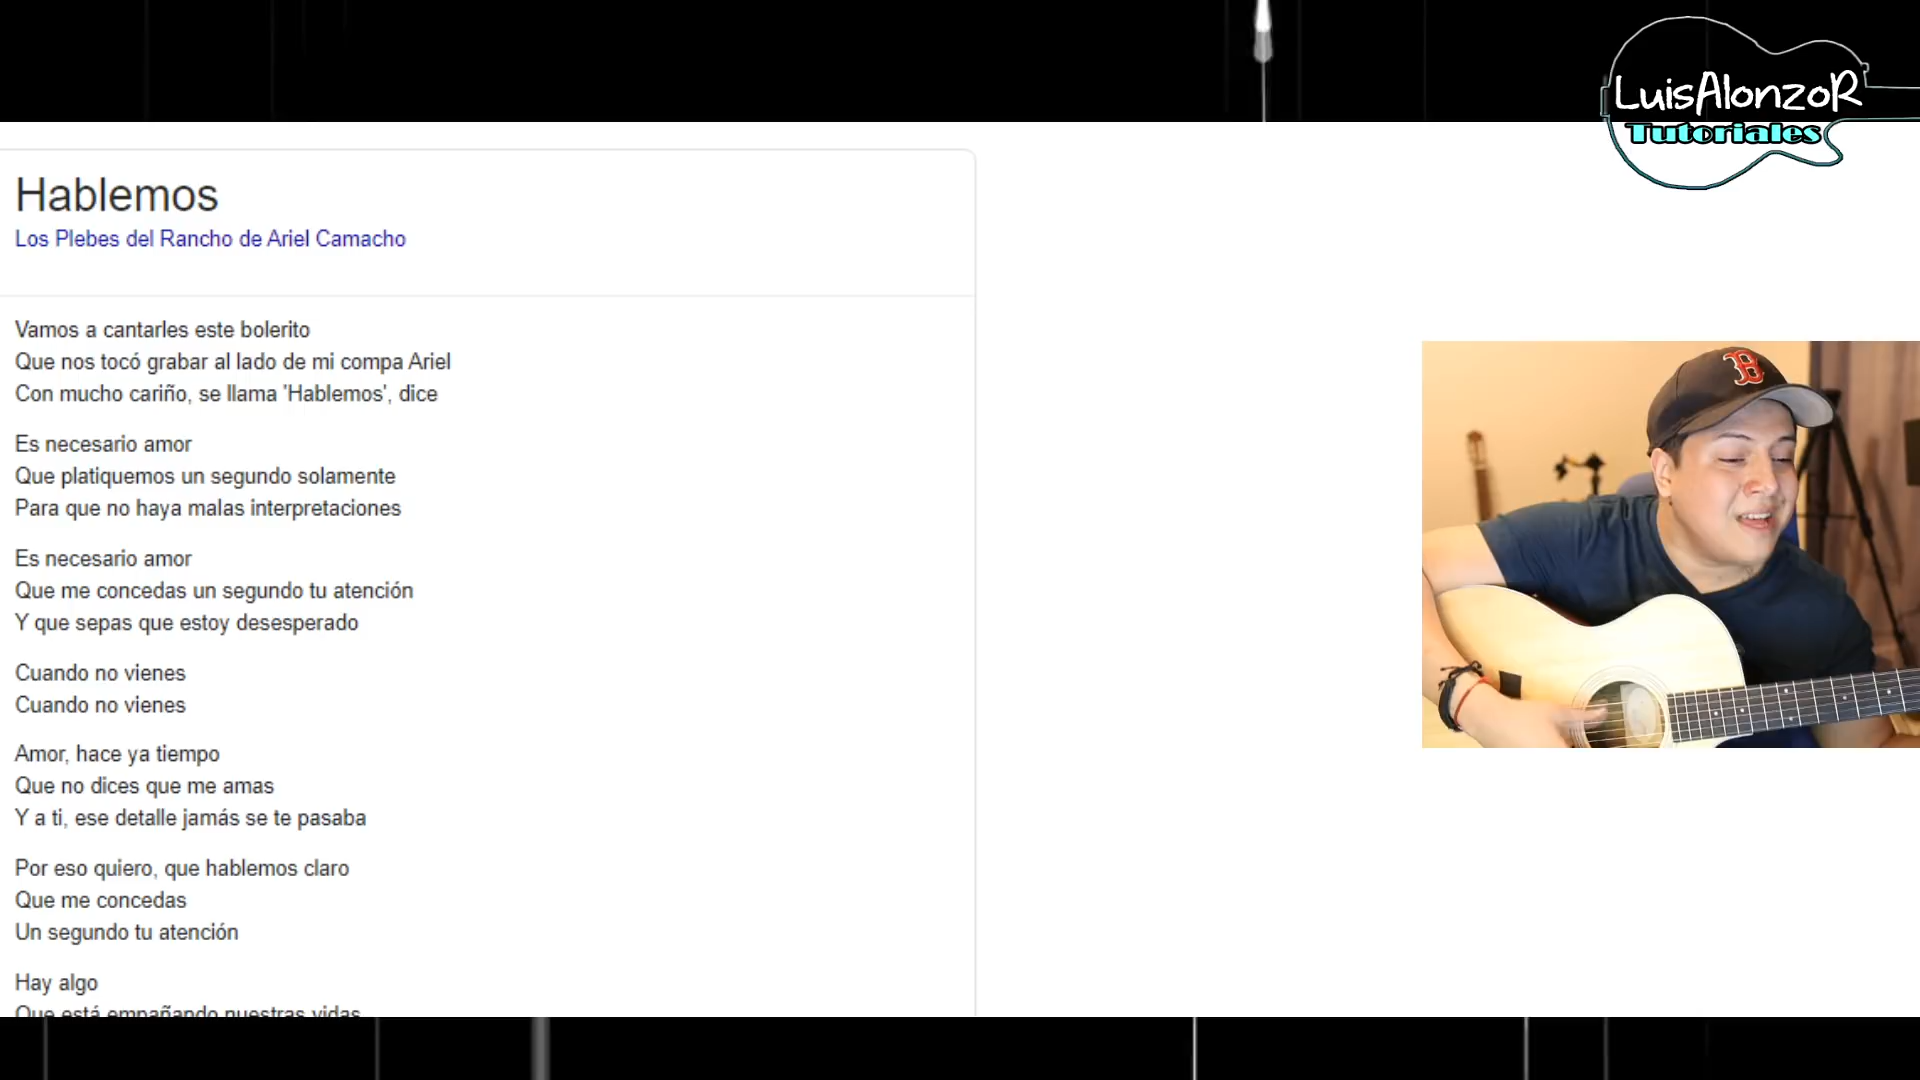 LuisAlonzoR
Tutoriales
Hablemos
Los Plebes del Rancho de Ariel Camacho
Vamos a cantarles este bolerito
Que nos tocó grabar al lado de mi compa Ariel
Con mucho cariño, se llama 'Hablemos', dice
Es necesario amor
Que platiquemos un segundo solamente
Para que no haya malas interpretaciones
Es necesario amor
Que me concedas un segundo tu atención
Y que sepas que estoy desesperado
Cuando no vienes
Cuando no vienes
Amor, hace ya tiempo
Que no dices que me amas
Y a ti, ese detalle jamás se te pasaba
Por eso quiero, que hablemos claro
Que me concedas
Un segundo tu atención
Hay algo
Que está empañando nuestras vidas
B